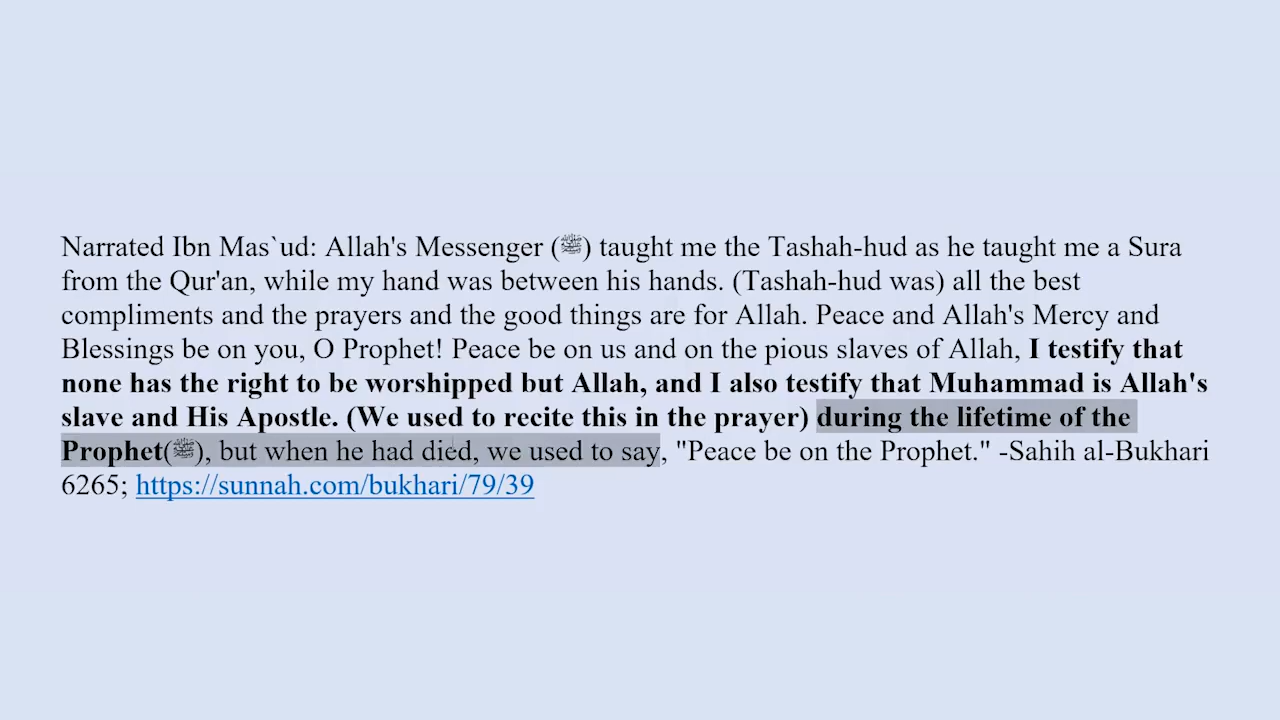 Narrated Ibn Mas`ud: Allah's Messenger (ﷺ) taught me the Tashah-hud as he taught me a Sura
from the Qur'an, while my hand was between his hands. (Tashah-hud was) all the best
compliments and the prayers and the good things are for Allah. Peace and Allah's Mercy and
Blessings be on you, O Prophet! Peace be on us and on the pious slaves of Allah, I testify that
none has the right to be worshipped but Allah, and I also testify that Muhammad is Allah's
slave and His Apostle. (We used to recite this in the prayer) during the lifetime of the
Prophet(ﷺ), but when he had died, we used to say, "Peace be on the Prophet." -Sahih al-Bukhari
6265; https://sunnah.com/bukhari/79/39